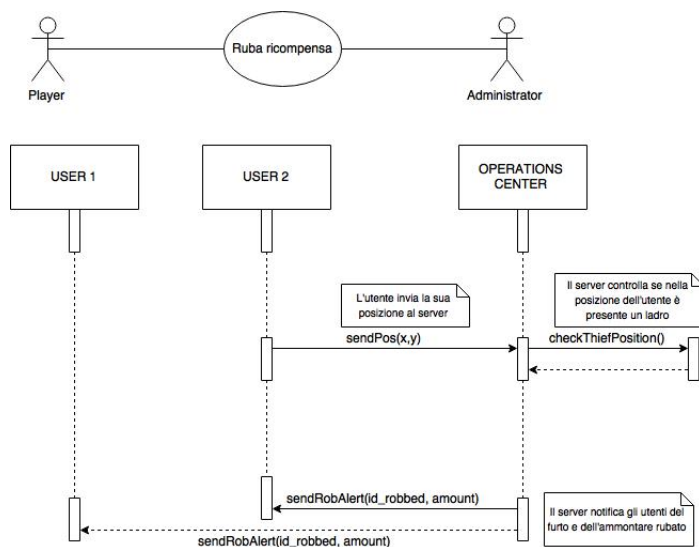 Ruba ricompensa
Player
Administrator
USER 1
USER 2
OPERATIONS
CENTER
L'utente invia la sua
posizione al server
Il server controlla se nella
posizione dell'utente è
presente un ladro
sendPos(x,y)
checkThiefPosition()
sendRobAlert(id_robbed, amount)
Il server notifica gli utenti del
furto e dell'ammontare rubato
sendRobAlert(id_robbed, amount)